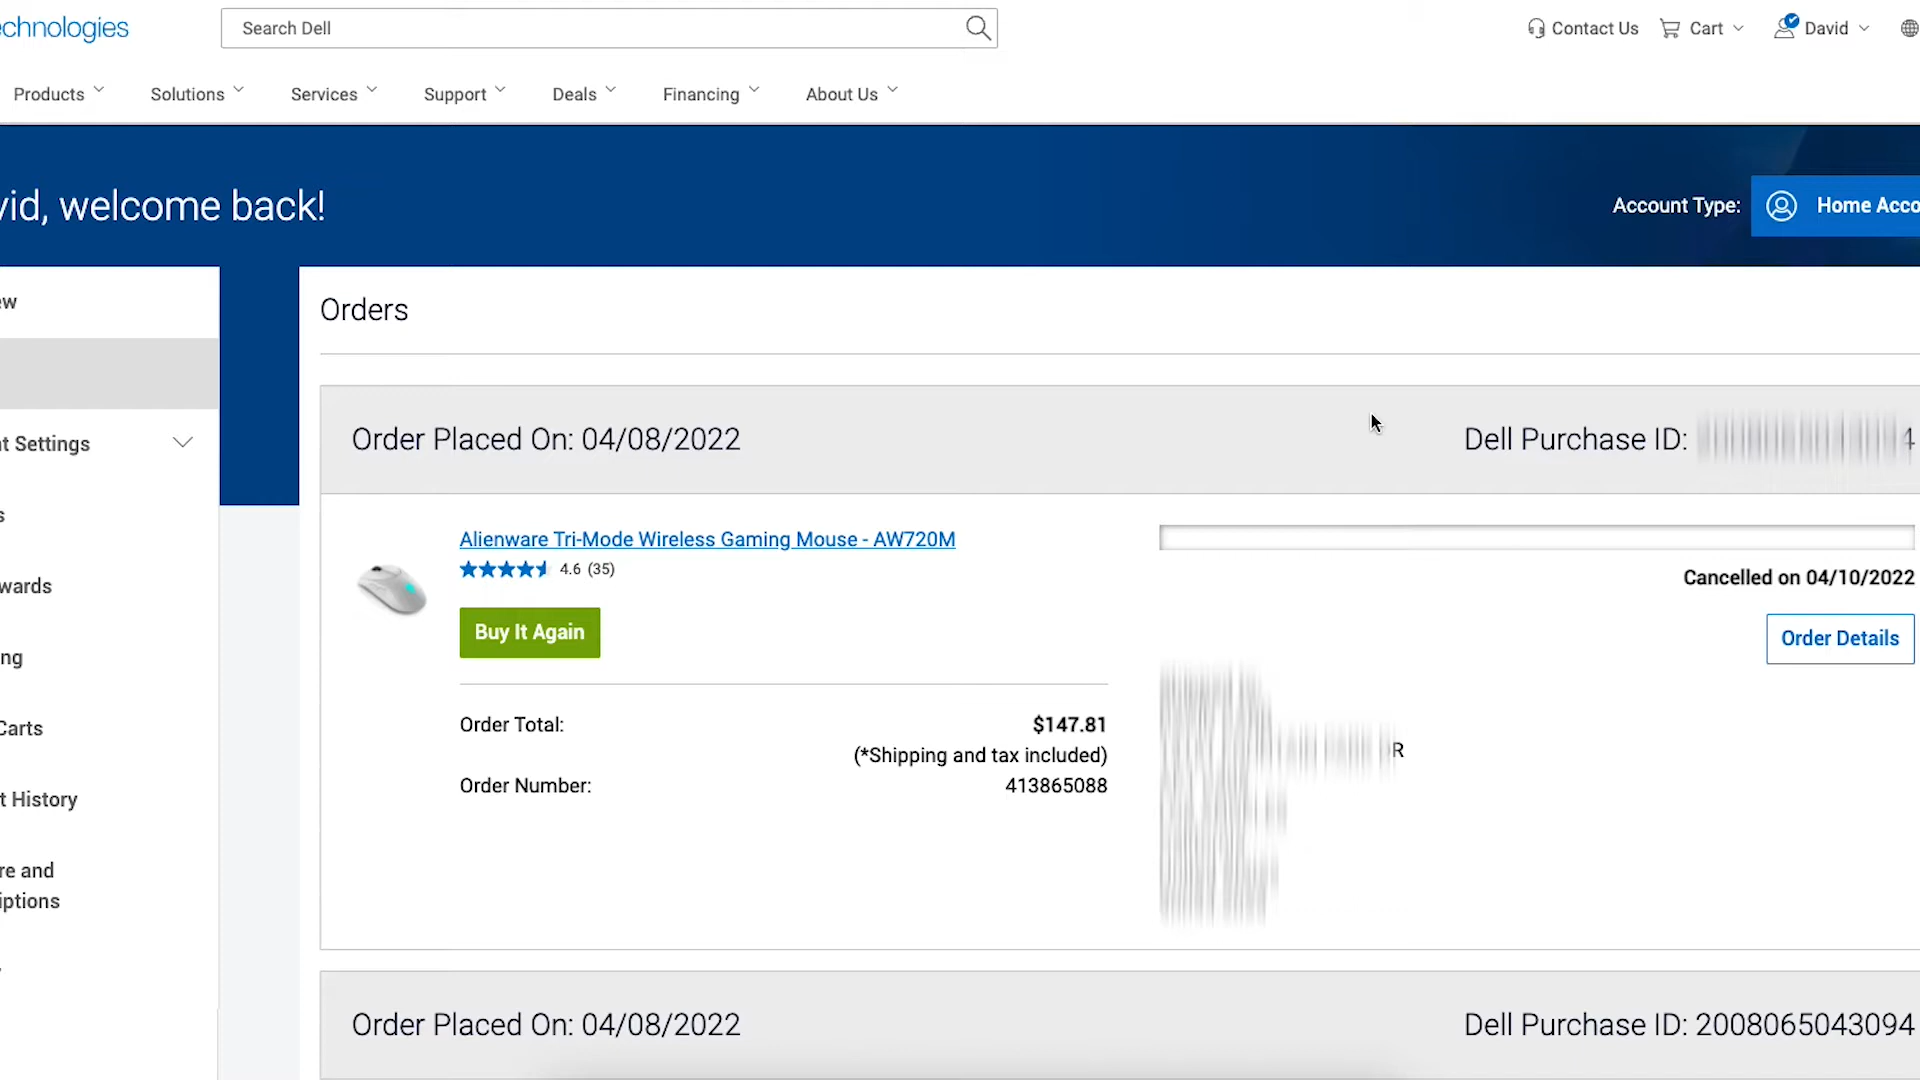 echnologies
Search Dell
Contact Us
Cart
David
Products
Solutions
Services
Support
Deals
Financing
About Us
vid, welcome back!
Account Type:
Home Acco
ew
Orders
Order Placed On: 04/08/2022
Dell Purchase ID:
4
t Settings
Alienware Tri-Mode Wireless Gaming Mouse - AW720M
4.6 (35)
Cancelled on 04/10/2022
s
wards
Buy It Again
Order Details
ng
Order Total:
$147.81
Carts
(*Shipping and tax included)
R
Order Number:
413865088
t History
re and
iptions
Order Placed On: 04/08/2022
Dell Purchase ID: 2008065043094